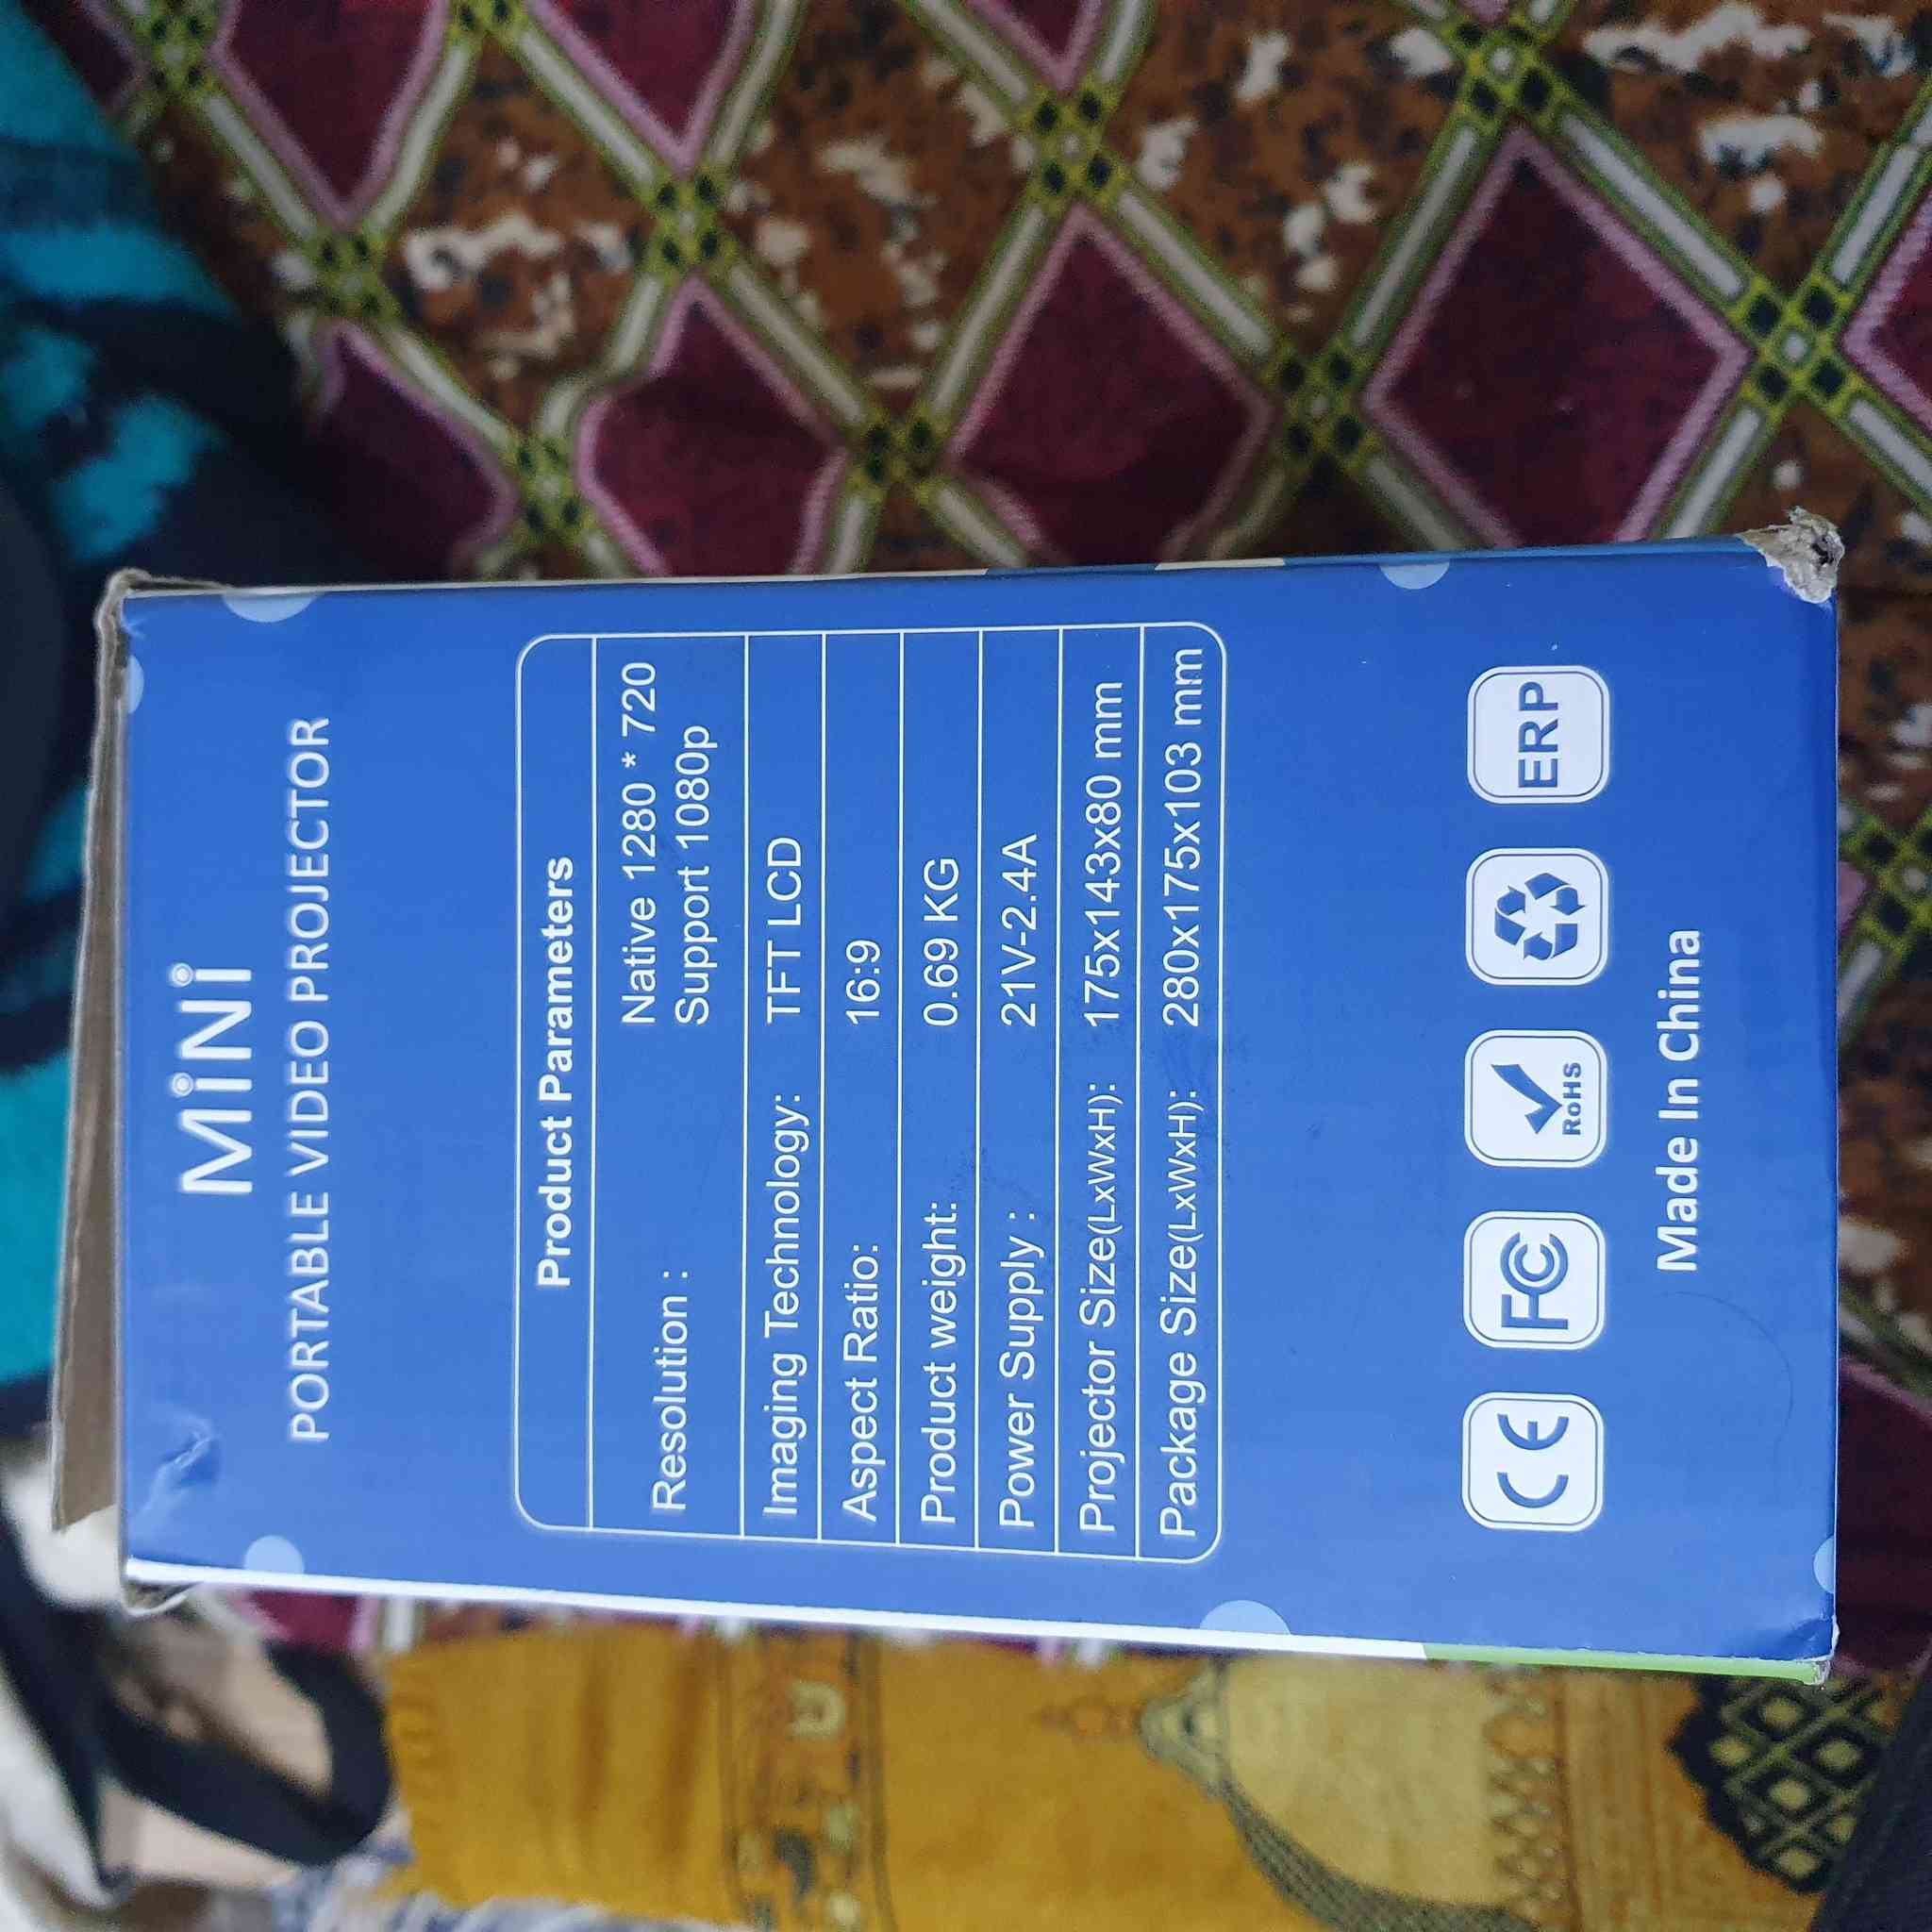 MiNi
PORTABLE VIDEO PROJECTOR
Product Parameters
Resolution : Native 1280 * 720
Support 1080p
Imaging Technology: TFT LCD
Aspect Ratio: 16:9
Product weight: 0.69 KG
Power Supply : 21V-2.4A
Projector Size(LxWxH): 175x143x80 mm
Package Size(LxWxH): 280x175x103 mm
CE FC RoHS ERP
Made In China